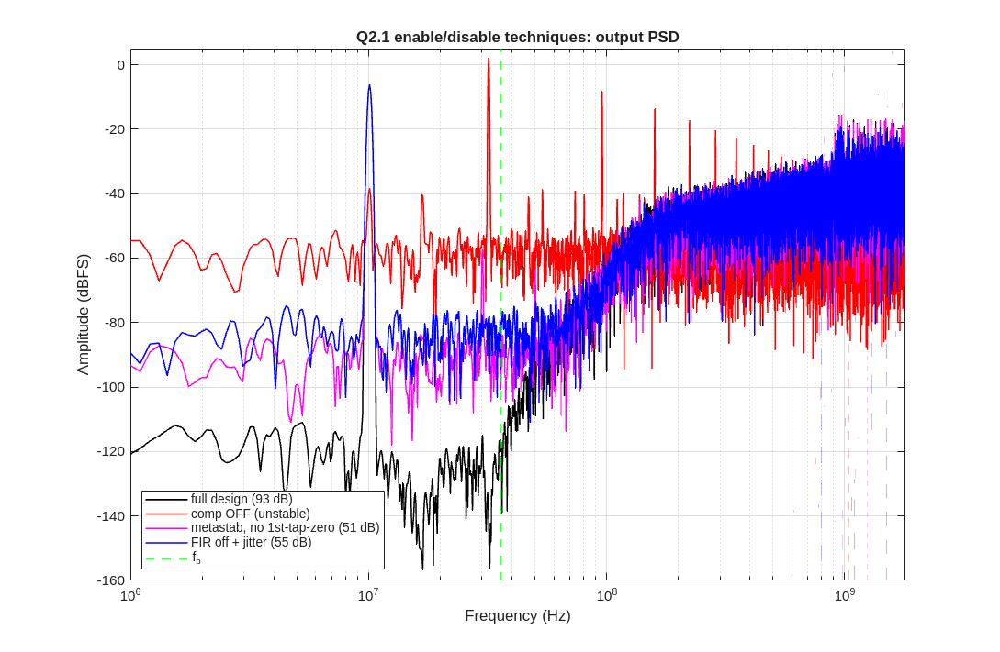 Q2.1 enable/disable techniques: output PSD
Amplitude (dBFS)
0
-20
-40
-60
-80
-100
-120
-140
-160
full design (93 dB)
comp OFF (unstable)
metastab, no 1st-tap-zero (51 dB)
FIR off + jitter (55 dB)
f_b
10^6
10^7
10^8
10^9
Frequency (Hz)